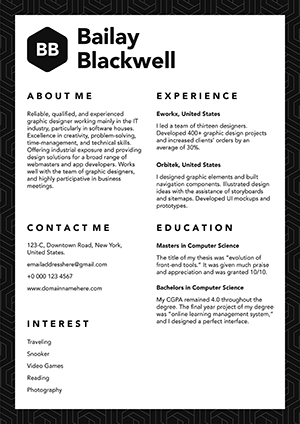 BB
Bailay
Blackwell
ABOUT ME
Reliable, qualified, and experienced
graphic designer working mainly in the IT
industry, particularly in software houses.
Excellence in creativity, problem-solving,
time-management, and technical skills.
Offering industrial exposure and providing
design solutions for a broad range of
webmasters and app developers. Works
well with the team of graphic designers,
and highly participative in business
meetings.
CONTACT ME
123-C, Downtown Road, New York,
United States.
emailaddresshere@gmail.com
+0 000 123 4567
www.domainnamehere.com
INTEREST
Traveling
Snooker
Video Games
Reading
Photography
EXPERIENCE
Eworkx, United States
I led a team of thirteen designers.
Developed 400+ graphic design projects
and increased clients' orders by an
average of 30%.
Orbitek, United States
I designed graphic elements and built
navigation components. Illustrated design
ideas with the assistance of storyboards
and sitemaps. Developed UI mockups and
prototypes.
EDUCATION
Masters in Computer Science
The title of my thesis was “evolution of
front-end tools.” It was given much praise
and appreciation and was granted 10/10.
Bachelors in Computer Science
My CGPA remained 4.0 throughout the
degree. The final year project of my degree
was “online learning management system,”
and I designed a perfect interface.